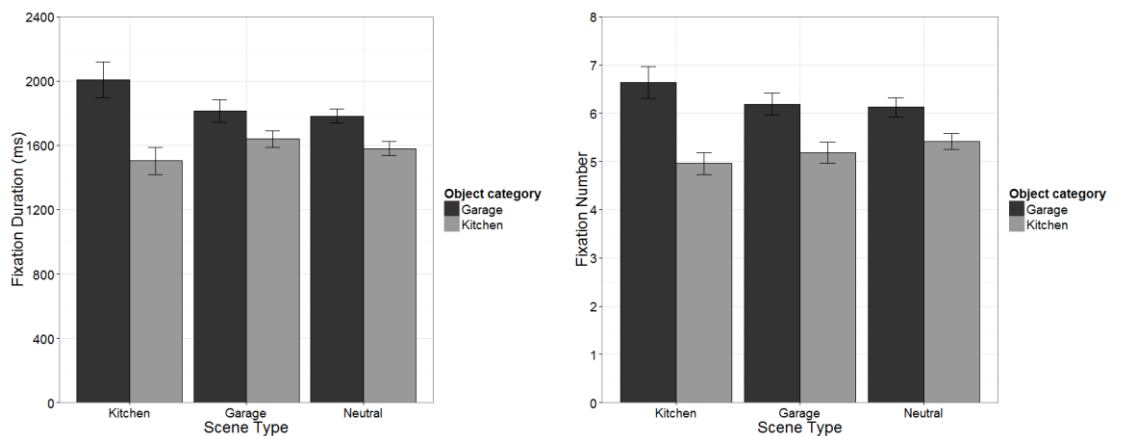 Fixation Duration (ms)
2400
2000
1600
1200
800
400
0
Kitchen Garage Neutral
Scene Type
Object category
Garage
Kitchen
Fixation Number
8
7
6
5
4
3
2
1
0
Kitchen Garage Neutral
Scene Type
Object category
Garage
Kitchen